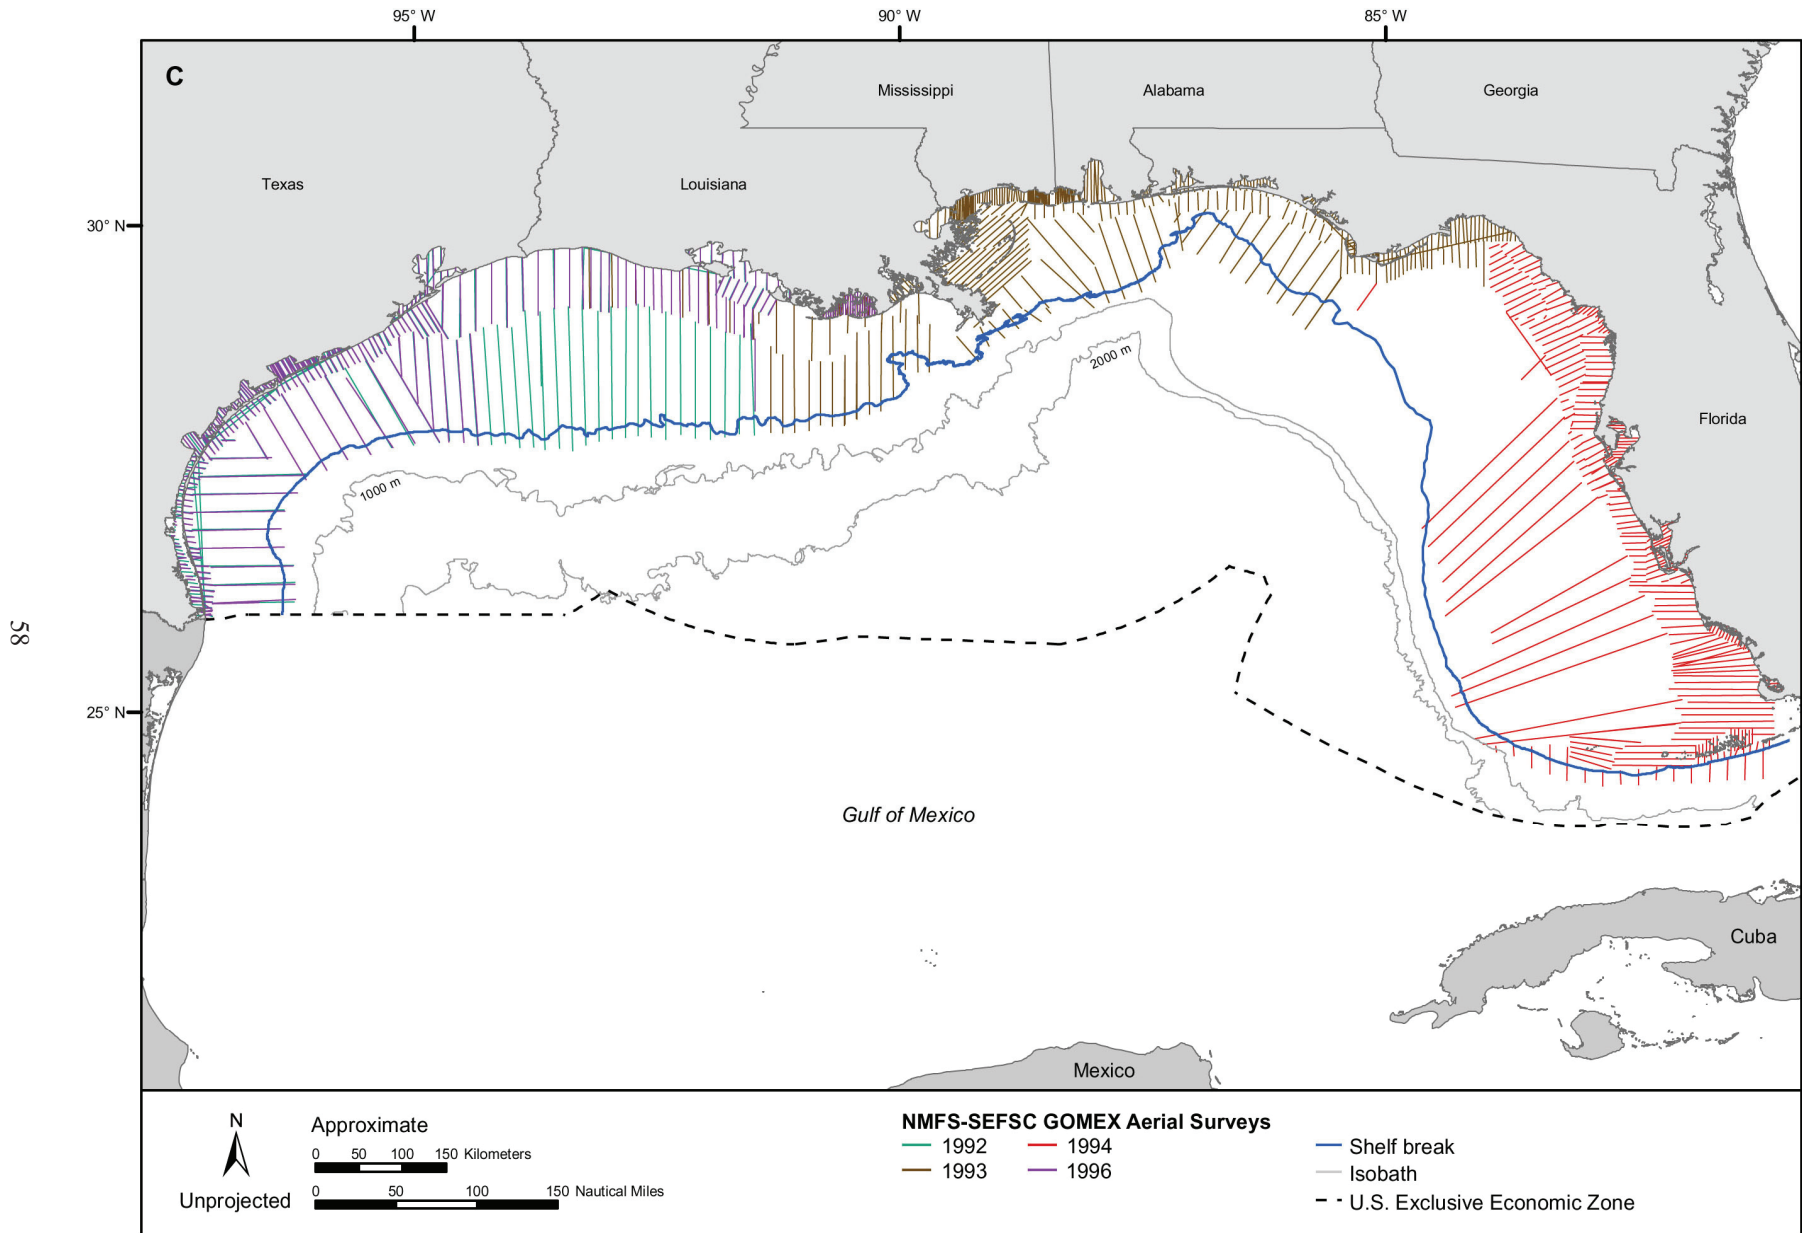 95° W
90° W
85° W
C
Mississippi
Alabama
Georgia
Texas
Louisiana
30° N
2000 m
Florida
1000 m
58
25° N
Gulf of Mexico
Cuba
Mexico
N
Unprojected
Approximate
0 50 100 150 Kilometers
0 50 100 150 Nautical Miles
NMFS-SEFSC GOMEX Aerial Surveys
1992 1994
1993 1996
Shelf break
Isobath
U.S. Exclusive Economic Zone